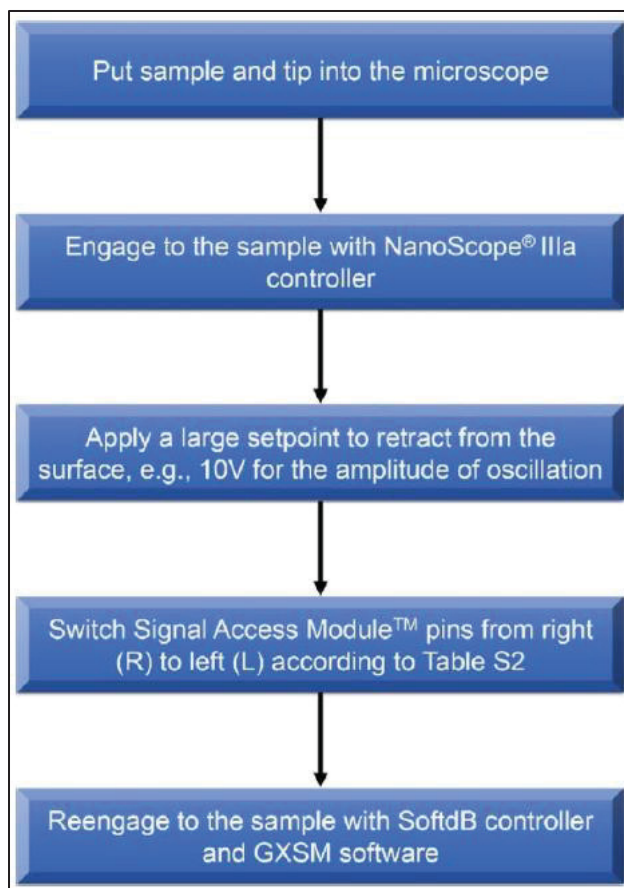 Put sample and tip into the microscope
Engage to the sample with NanoScope® IIIa
controller
Apply a large setpoint to retract from the
surface, e.g., 10V for the amplitude of oscillation
Switch Signal Access Module™ pins from right
(R) to left (L) according to Table S2
Reengage to the sample with SoftdB controller
and GXSM software